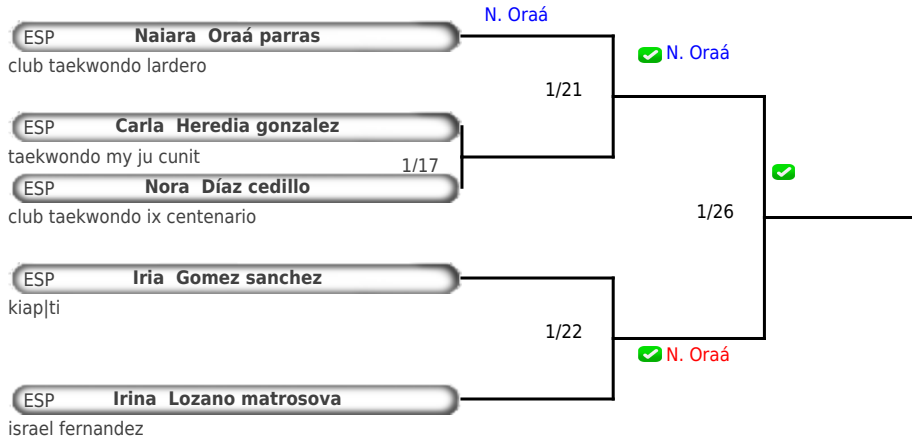 N. Oraá
ESP Naiara Oraá parras
N. Oraá
club taekwondo lardero
1/21
ESP Carla Heredia gonzalez
taekwondo my ju cunit
1/17
ESP Nora Díaz cedillo
1/26
club taekwondo ix centenario
ESP Iria Gomez sanchez
kiap|ti
1/22
N. Oraá
ESP Irina Lozano matrosova
israel fernandez